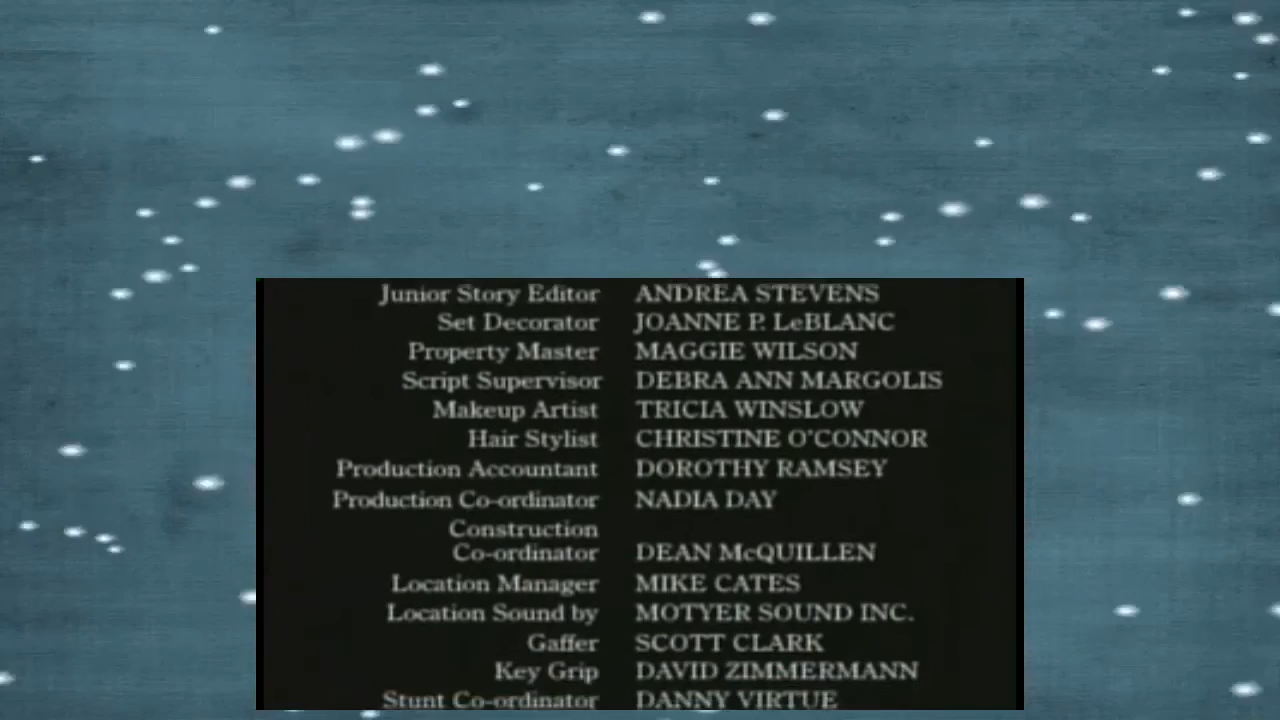 Junior Story Editor ANDREA STEVENS
Set Decorator JOANNE P. LeBLANC
Property Master MAGGIE WILSON
Script Supervisor DEBRA ANN MARGOLIS
Makeup Artist TRICIA WINSLOW
Hair Stylist CHRISTINE O'CONNOR
Production Accountant DOROTHY RAMSEY
Production Co-ordinator NADIA DAY
Construction
Co-ordinator DEAN McQUILLEN
Location Manager MIKE CATES
Location Sound by MOTYER SOUND INC.
Gaffer SCOTT CLARK
Key Grip DAVID ZIMMERMANN
Stunt Co-ordinator DANNY VIRTUE